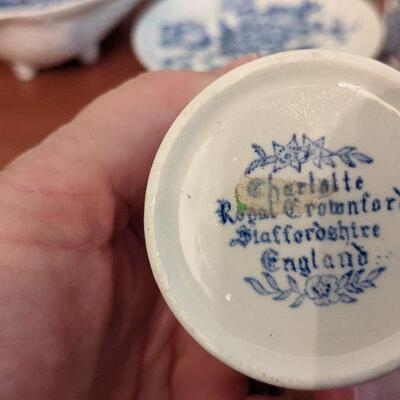 Charlotte
Royal Crownford
Staffordshire
England